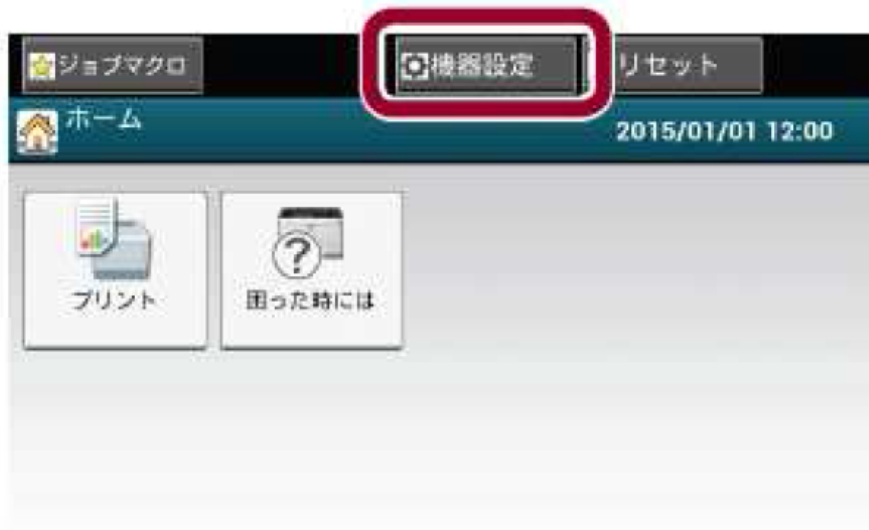 ジョブマクロ
機器設定
リセット
ホーム
2015/01/01 12:00
プリント
困った時には